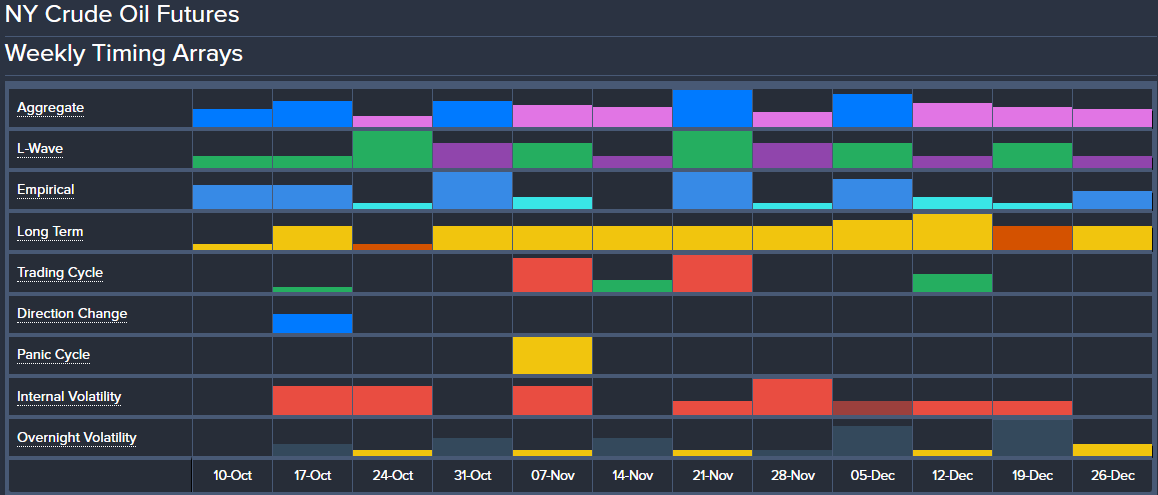 NY Crude Oil Futures
Weekly Timing Arrays
Aggregate
L-Wave
Empirical
Long Term
Trading Cycle
Direction Change
Panic Cycle
Internal Volatility
Overnight Volatility
10-Oct 17-Oct 24-Oct 31-Oct 07-Nov 14-Nov 21-Nov 28-Nov 05-Dec 12-Dec 19-Dec 26-Dec